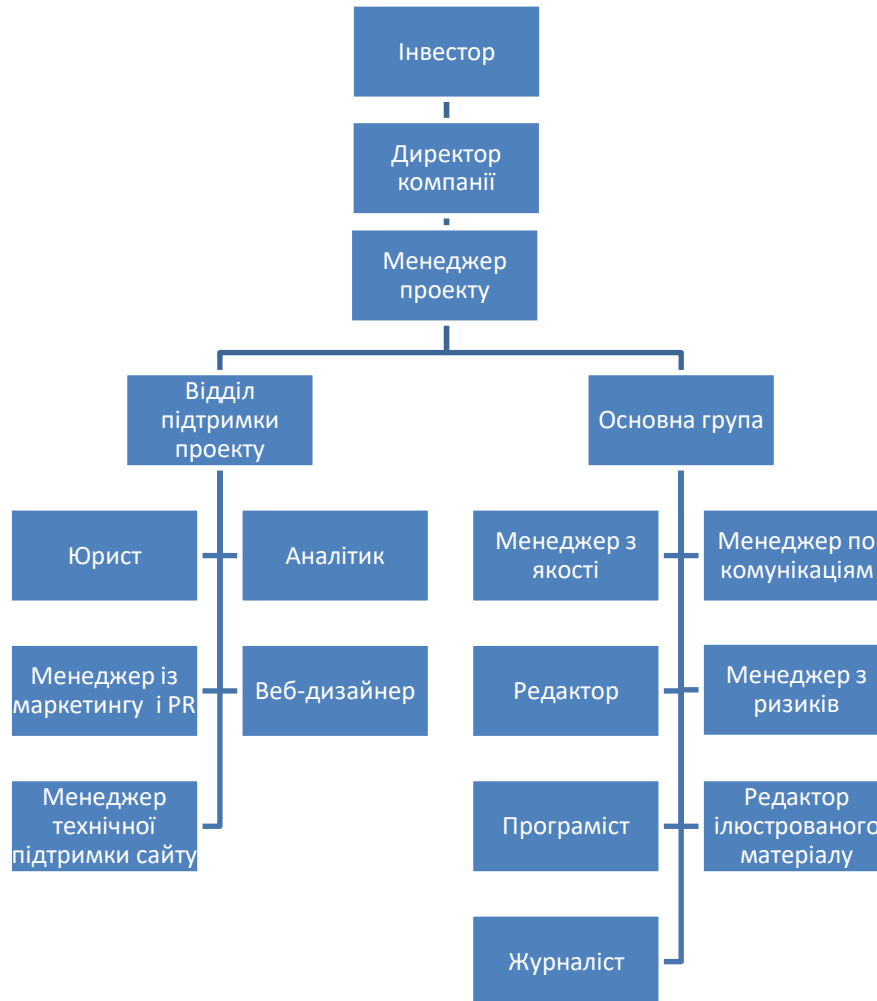 Інвестор
Директор
компанії
Менеджер
проекту
Відділ
підтримки
проекту
Основна група
Юрист
Аналітик
Менеджер з
якості
Менеджер по
комунікаціям
Менеджер із
маркетингу і PR
Веб-дизайнер
Редактор
Менеджер з
ризиків
Менеджер
технічної
підтримки сайту
Програміст
Редактор
ілюстрованого
матеріалу
Журналіст